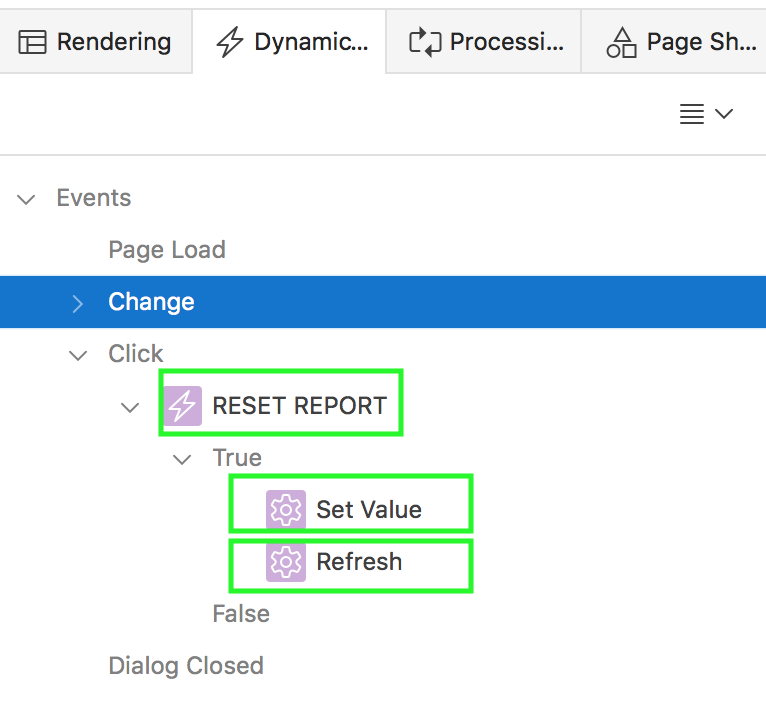 Rendering Dynamic... Processi... Page Sh...
Events
Page Load
Change
Click
RESET REPORT
True
Set Value
Refresh
False
Dialog Closed